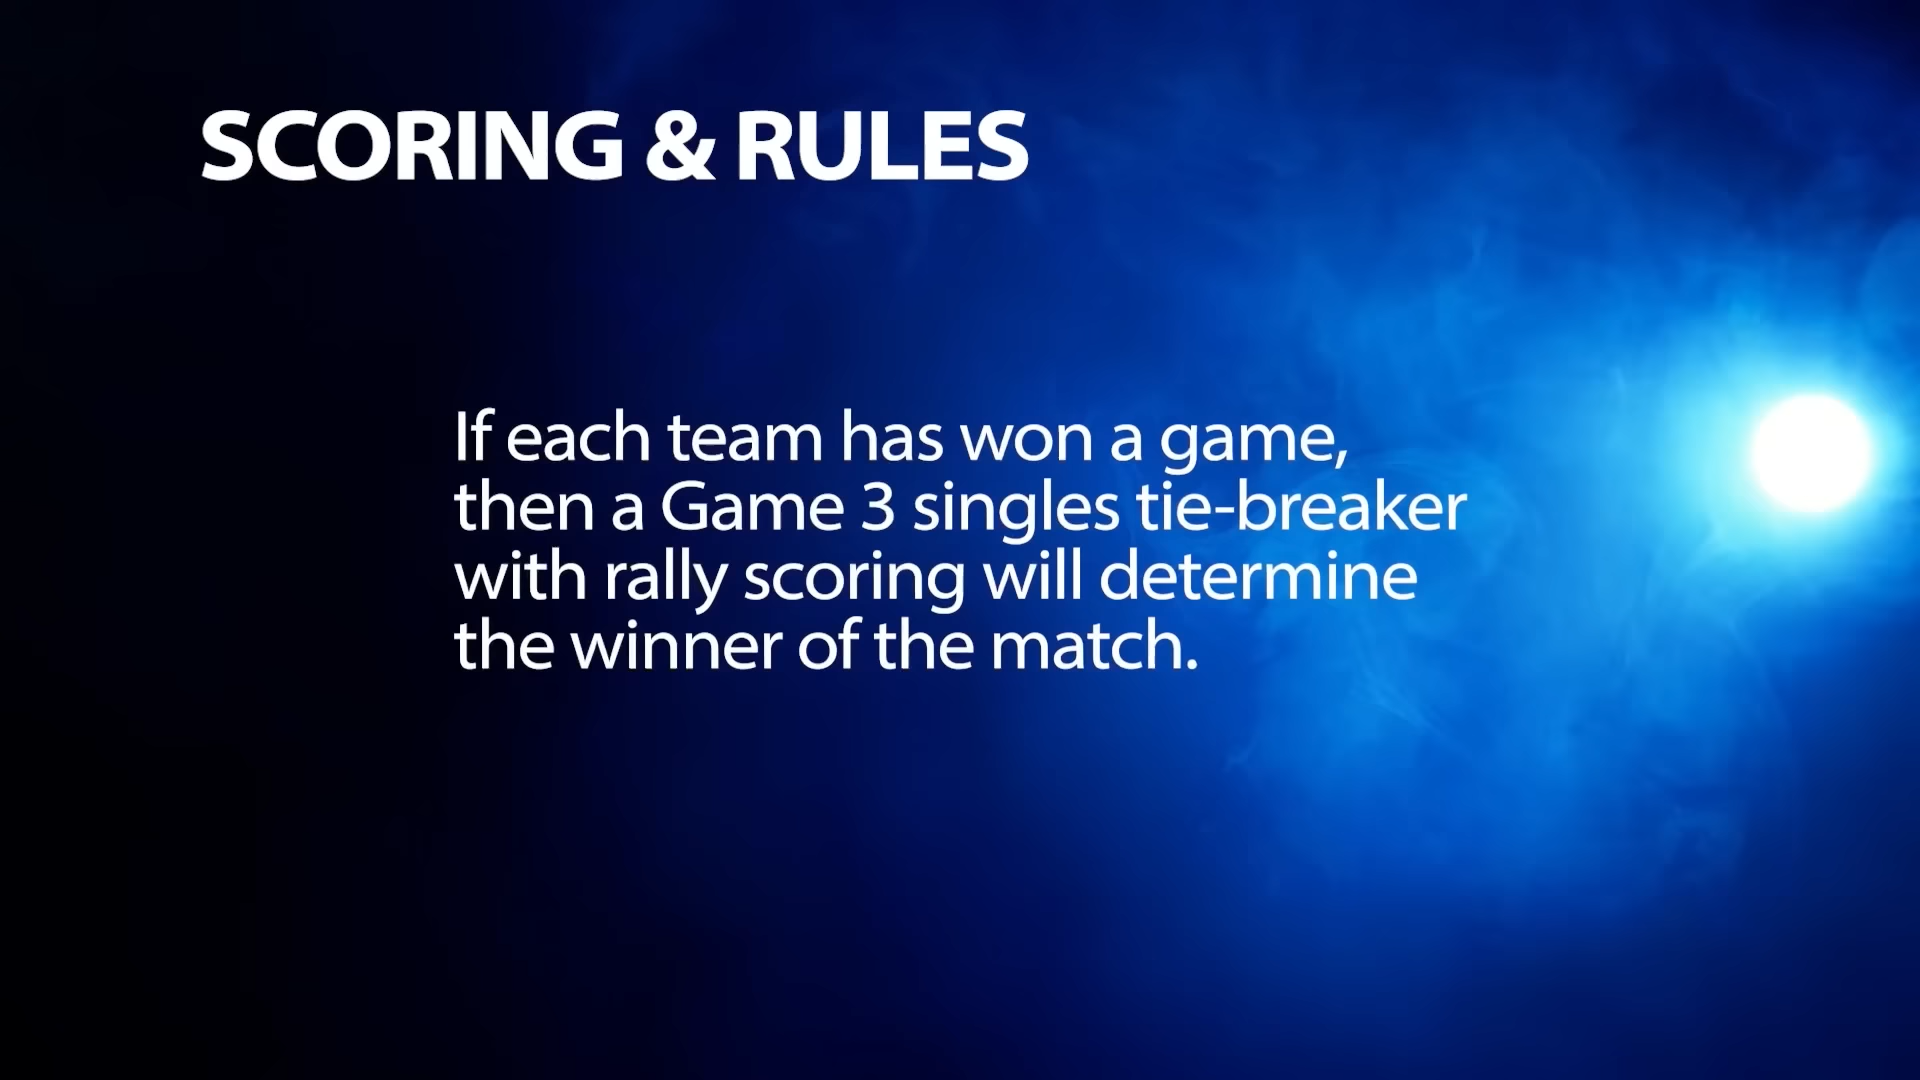 SCORING & RULES
If each team has won a game,
then a Game 3 singles tie-breaker
with rally scoring will determine
the winner of the match.